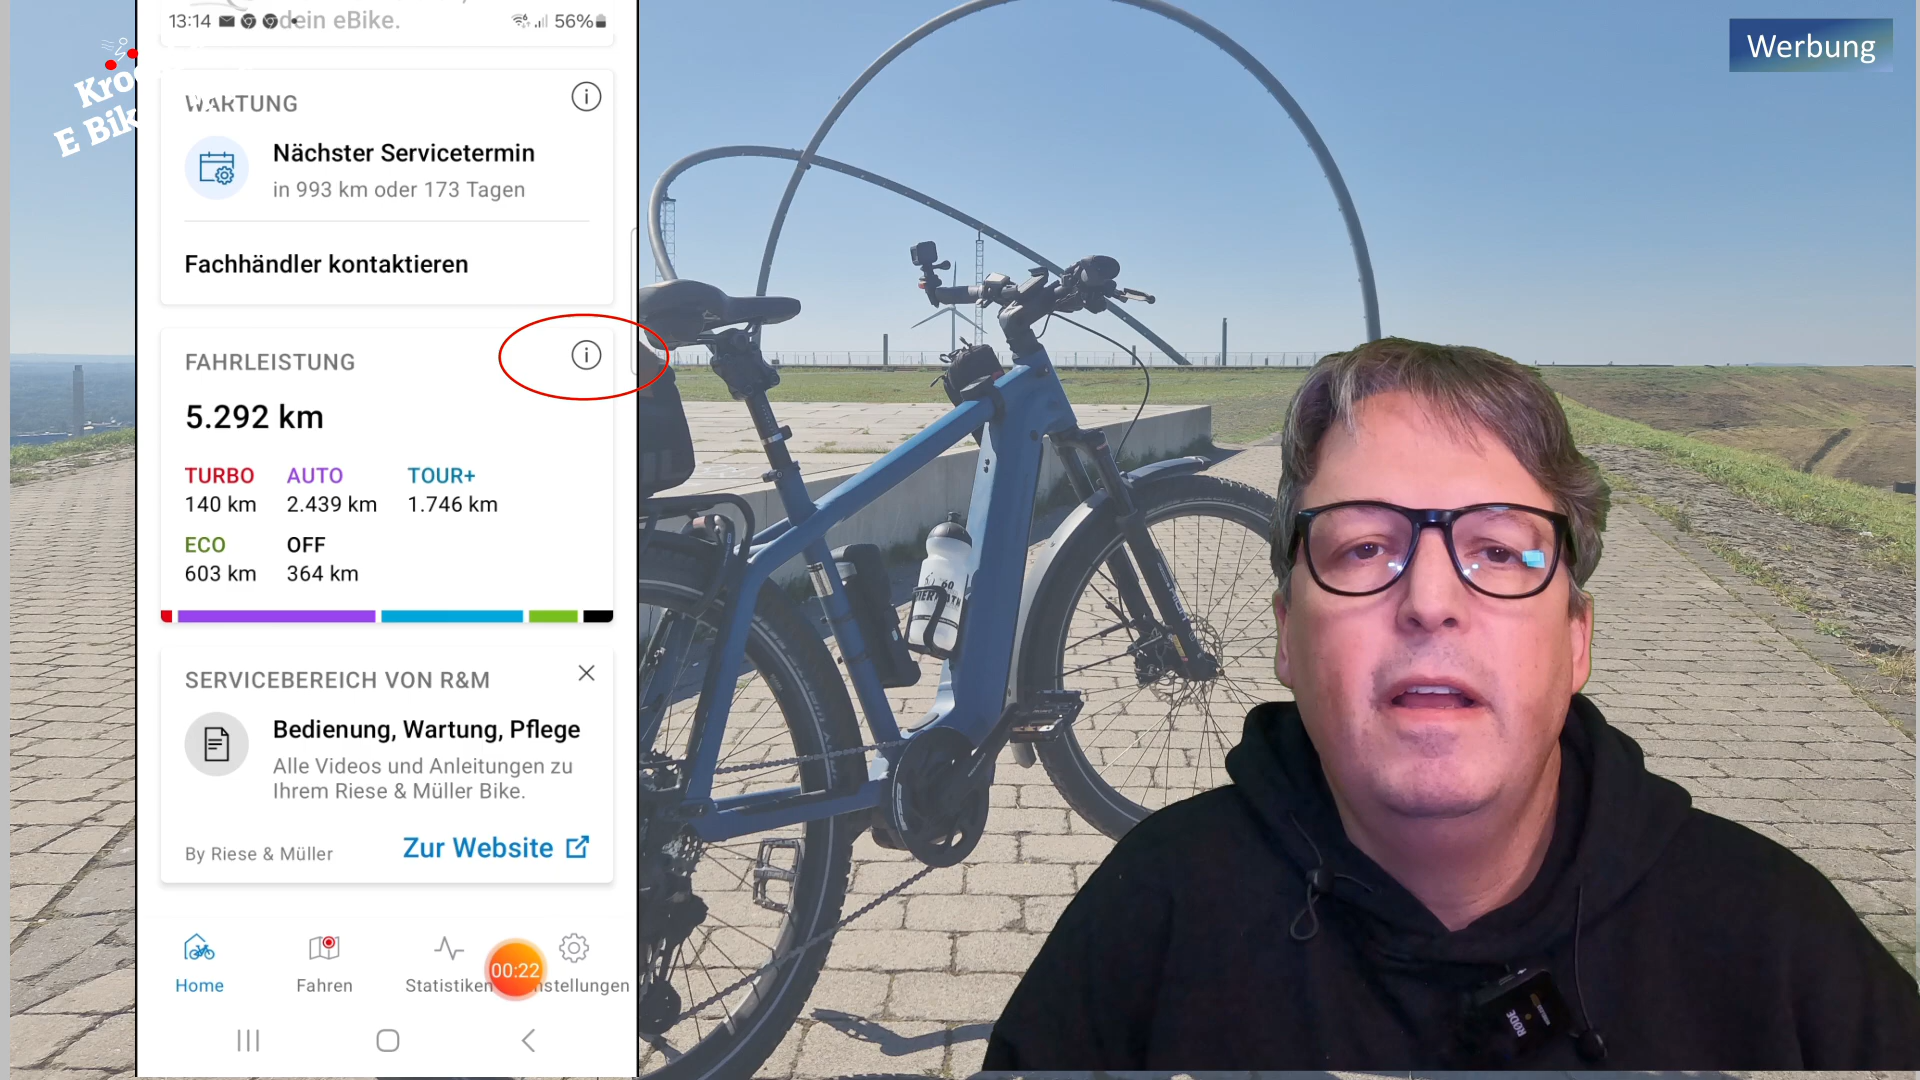 13:14
56%
dein eBike.
Werbung
E
WARTUNG
Nächster Servicetermin
in 993 km oder 173 Tagen
Fachhändler kontaktieren
FAHRLEISTUNG
5.292 km
TURBO AUTO TOUR+
140 km 2.439 km 1.746 km
ECO OFF
603 km 364 km
SERVICEBEREICH VON R&M
Bedienung, Wartung, Pflege
Alle Videos und Anleitungen zu
Ihrem Riese & Müller Bike.
By Riese & Müller
Zur Website
Home Fahren Statistiken
00:22
RØDE